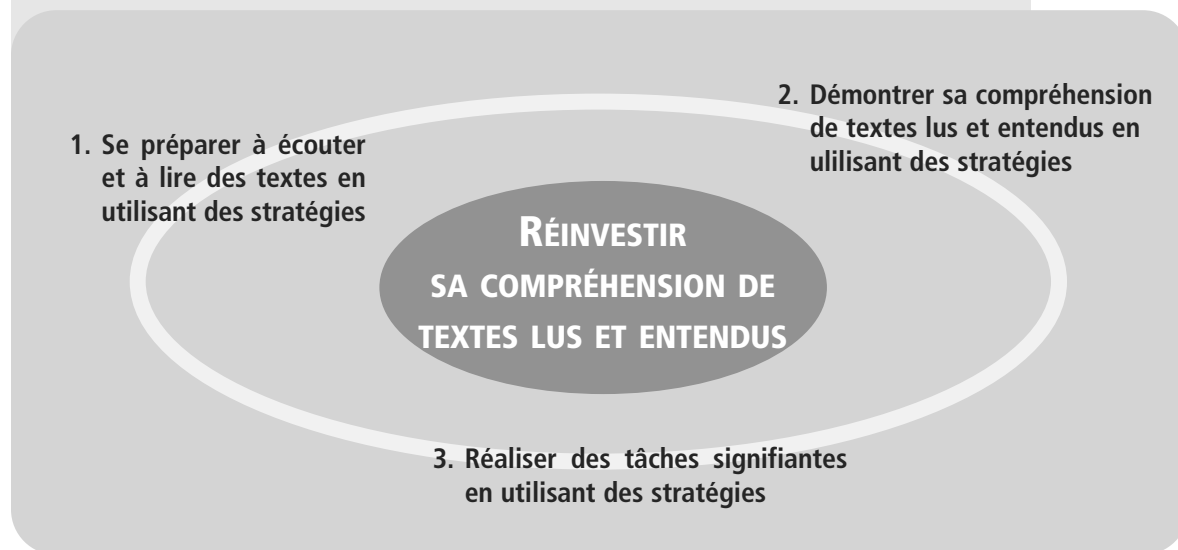 1. Se préparer à écouter
et à lire des textes en
utilisant des stratégies
2. Démontrer sa compréhension
de textes lus et entendus en
ulilisant des stratégies
RÉINVESTIR
SA COMPRÉHENSION DE
TEXTES LUS ET ENTENDUS
3. Réaliser des tâches signifiantes
en utilisant des stratégies